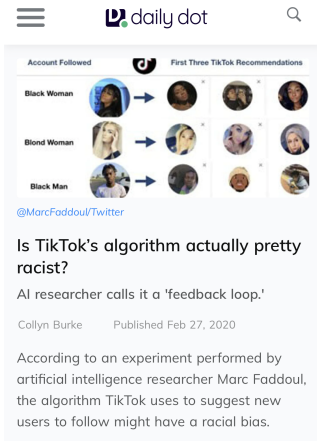 daily dot
Account Followed First Three TikTok Recommendations
Black Woman
Blond Woman
Black Man
@MarcFaddoul/Twitter
Is TikTok's algorithm actually pretty
racist?
AI researcher calls it a 'feedback loop.'
Collyn Burke Published Feb 27, 2020
According to an experiment performed by
artificial intelligence researcher Marc Faddoul,
the algorithm TikTok uses to suggest new
users to follow might have a racial bias.